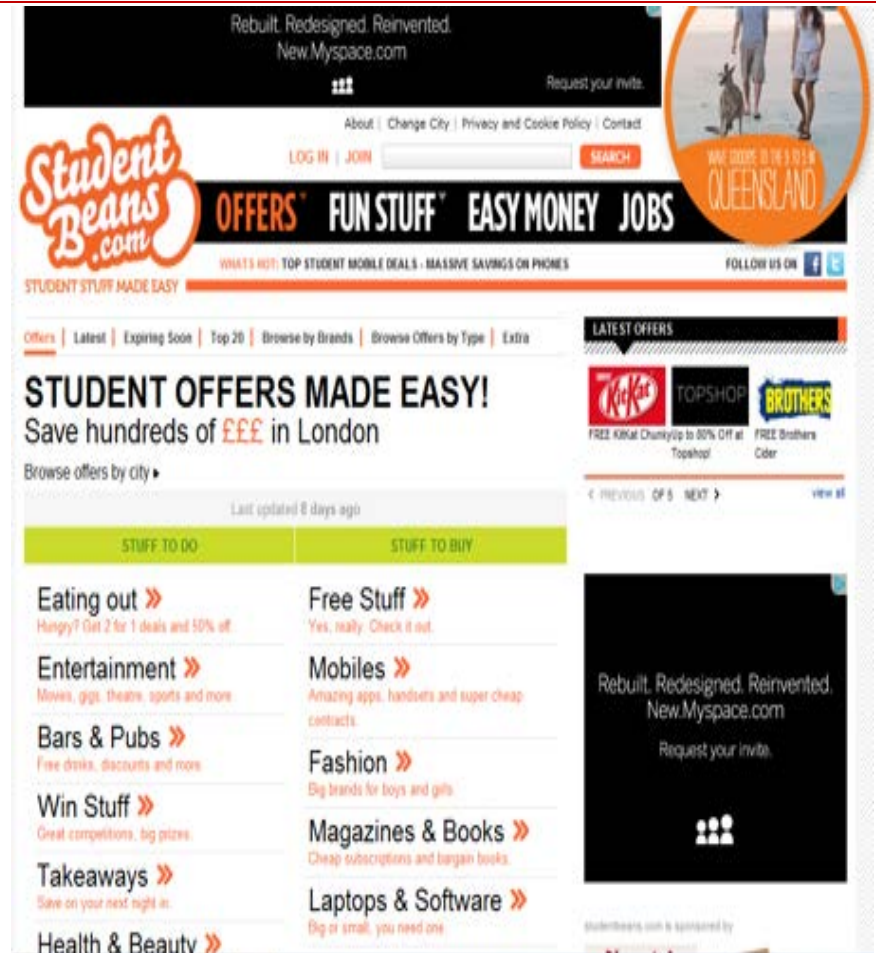 Rebuilt. Redesigned. Reinvented.
New.Myspace.com
Request your invite.
WAVE GOODBYE TO THE 9 TO 5 IN
QUEENSLAND
About | Change City | Privacy and Cookie Policy | Contact
LOG IN | JOIN
SEARCH
Student
Beans
.com
OFFERS FUN STUFF EASY MONEY JOBS
WHAT'S HOT: TOP STUDENT MOBILE DEALS - MASSIVE SAVINGS ON PHONES
FOLLOW US ON
STUDENT STUFF MADE EASY
Offers | Latest | Expiring Soon | Top 20 | Browse by Brands | Browse Offers by Type | Extra
STUDENT OFFERS MADE EASY!
Save hundreds of £££ in London
Browse offers by city
Last updated 8 days ago
STUFF TO DO
Eating out »
Hungry? Get 2 for 1 deals and 50% off.
Entertainment »
Movies, gigs, theatre, sports and more.
Bars & Pubs »
Free drinks, discounts and more.
Win Stuff »
Great competitions, big prizes.
Takeaways »
Save on your next night in.
Health & Beauty »
STUFF TO BUY
Free Stuff »
Yes, really. Check it out.
Mobiles »
Amazing apps, handsets and super cheap
contracts.
Fashion »
Big brands for boys and girls.
Magazines & Books »
Cheap subscriptions and bargain books.
Laptops & Software »
Big or small, you need one.
LATEST OFFERS
KitKat
TOPSHOP
BROTHERS
FREE KitKat Chunky
Up to 80% Off at
Topshop!
FREE Brothers
Cider
< PREVIOUS OF 5 NEXT >
view all
Rebuilt. Redesigned. Reinvented.
New.Myspace.com
Request your invite.
studentbeans.com is sponsored by